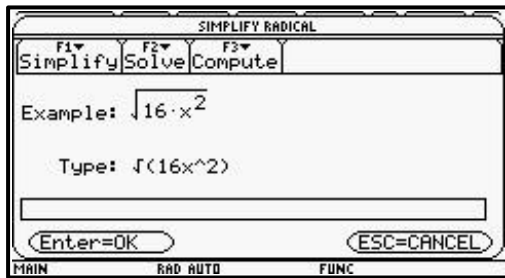 SIMPLIFY RADICAL
F1▼ F2▼ F3▼
Simplify Solve Compute
Example: √16·x²
Type: √(16x^2)
Enter=OK ESC=CANCEL
MAIN RAD AUTO FUNC